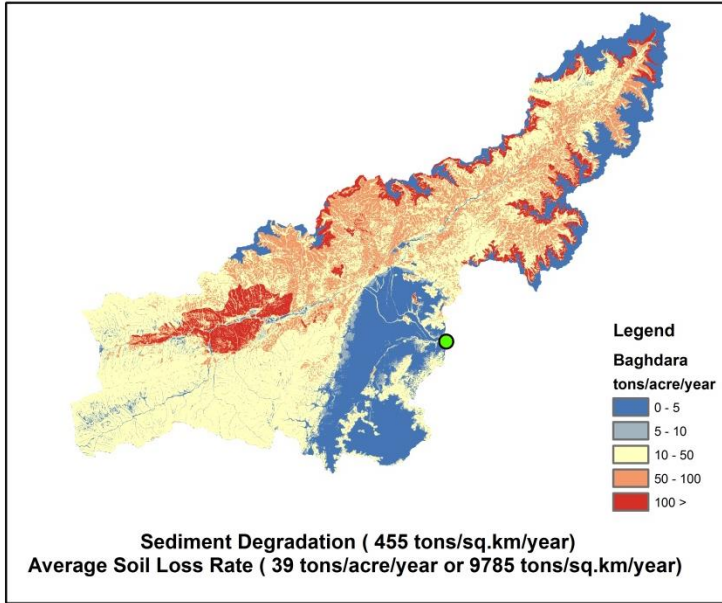 Legend
Baghdara
tons/acre/year
0 - 5
5 - 10
10 - 50
50 - 100
100 >
Sediment Degradation ( 455 tons/sq.km/year)
Average Soil Loss Rate ( 39 tons/acre/year or 9785 tons/sq.km/year)